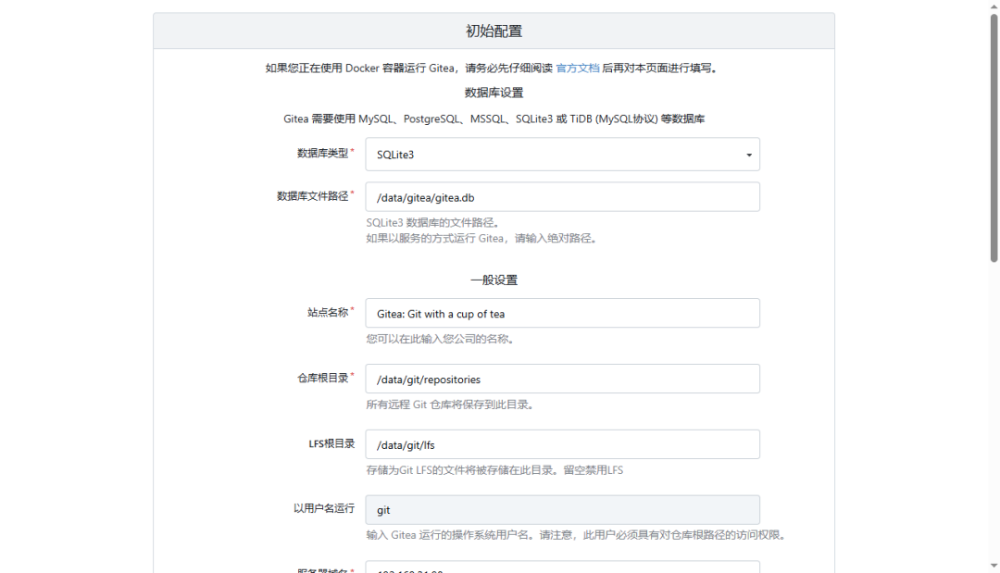 初始配置
如果您正在使用 Docker 容器运行 Gitea，请务必先仔细阅读 官方文档 后再对本页面进行填写。
数据库设置
Gitea 需要使用 MySQL、PostgreSQL、MSSQL、SQLite3 或 TiDB (MySQL协议) 等数据库
数据库类型* SQLite3
数据库文件路径* /data/gitea/gitea.db
SQLite3 数据库的文件路径。
如果以服务的方式运行 Gitea，请输入绝对路径。
一般设置
站点名称* Gitea: Git with a cup of tea
您可以在此输入您公司的名称。
仓库根目录* /data/git/repositories
所有远程 Git 仓库将保存到此目录。
LFS根目录 /data/git/lfs
存储为Git LFS的文件将被存储在此目录。留空禁用LFS
以用户名运行 git
输入 Gitea 运行的操作系统用户名。请注意，此用户必须具有对仓库根路径的访问权限。
服务器域名*